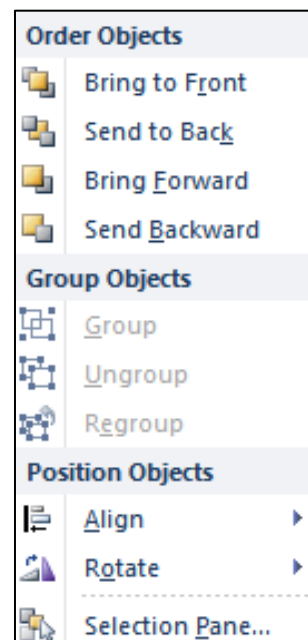 Order Objects
Bring to Front
Send to Back
Bring Forward
Send Backward
Group Objects
Group
Ungroup
Regroup
Position Objects
Align
Rotate
Selection Pane...